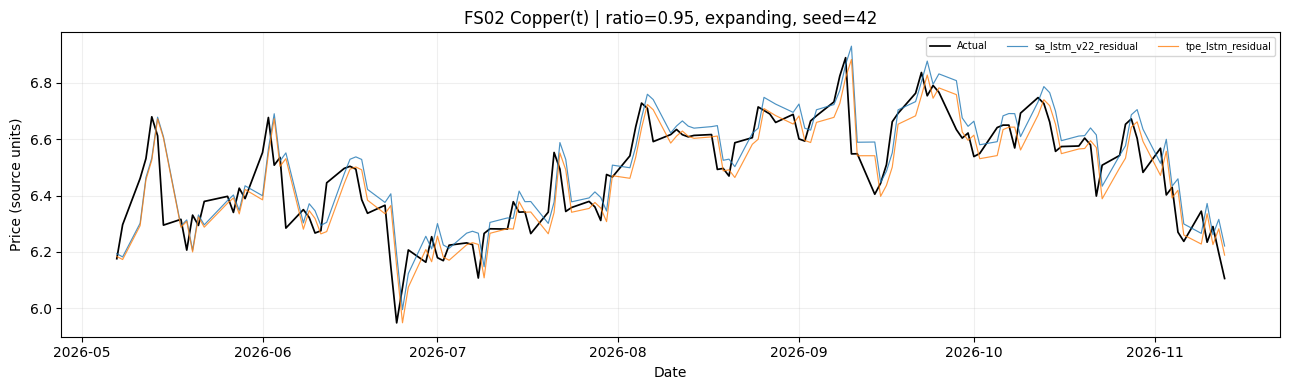 FS02 Copper(t) | ratio=0.95, expanding, seed=42
Actual sa_lstm_v22_residual tpe_lstm_residual
Price (source units)
6.8
6.6
6.4
6.2
6.0
2026-05 2026-06 2026-07 2026-08 2026-09 2026-10 2026-11
Date